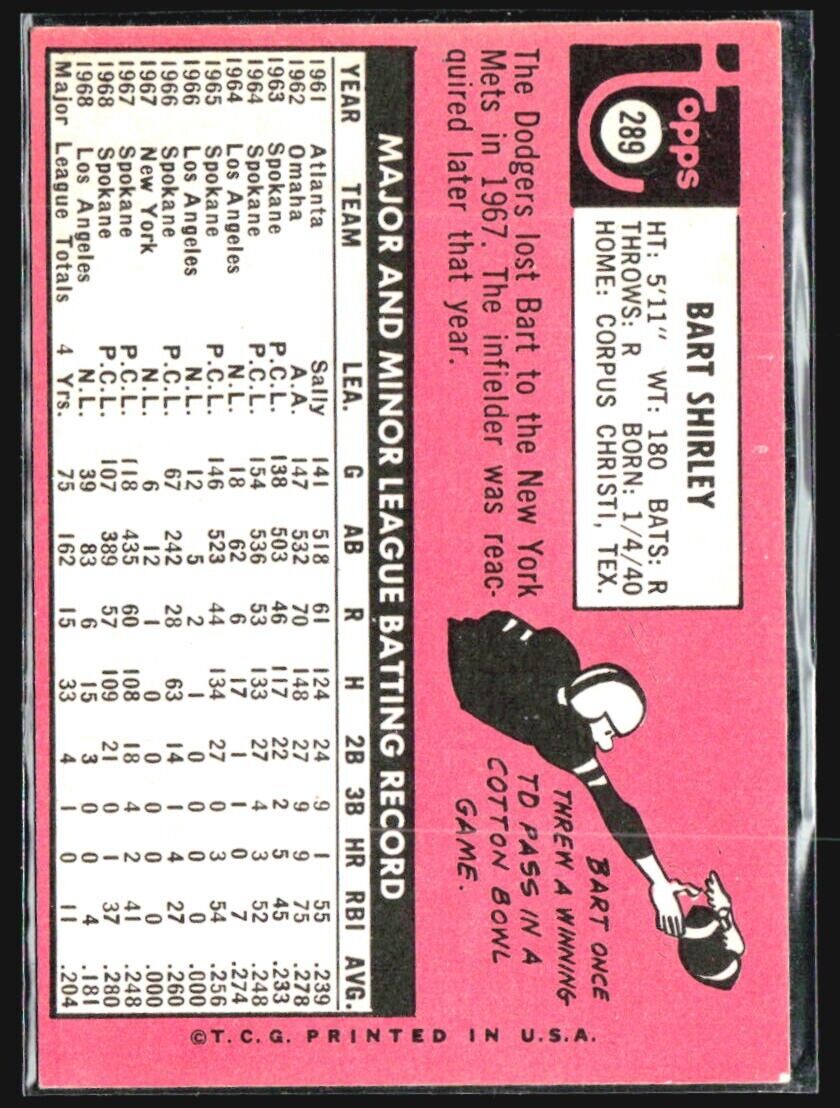 Topps
289
BART SHIRLEY
HT: 5'11" WT: 180 BATS: R
THROWS: R BORN: 1/4/40
HOME: CORPUS CHRISTI, TEX.
The Dodgers lost Bart to the New York
Mets in 1967. The infielder was reac-
quired later that year.
BART ONCE
THREW A WINNING
TD PASS IN A
COTTON BOWL
GAME.
MAJOR AND MINOR LEAGUE BATTING RECORD
YEAR TEAM LEA. G AB R H 2B 3B HR RBI AVG.
1961 Atlanta Sally 141 518 61 124 24 9 1 55 .239
1962 Omaha A.A. 147 532 70 148 27 9 9 75 .278
1963 Spokane P.C.L. 138 503 46 117 22 2 5 45 .233
1964 Spokane P.C.L. 154 536 53 133 27 4 3 52 .248
1964 Los Angeles N.L. 18 62 6 17 1 1 0 7 .274
1965 Spokane P.C.L. 146 523 44 134 27 0 3 54 .256
1966 Los Angeles N.L. 12 5 2 1 0 0 0 0 .000
1966 Spokane P.C.L. 67 242 28 63 14 1 4 27 .260
1967 New York N.L. 6 12 1 0 0 0 0 0 .000
1967 Spokane P.C.L. 118 435 60 108 18 4 2 41 .248
1968 Spokane P.C.L. 107 389 57 109 21 0 1 37 .280
1968 Los Angeles N.L. 39 83 6 15 3 0 0 4 .181
Major League Totals 4 Yrs. 75 162 15 33 4 1 0 11 .204
©T.C.G. PRINTED IN U.S.A.